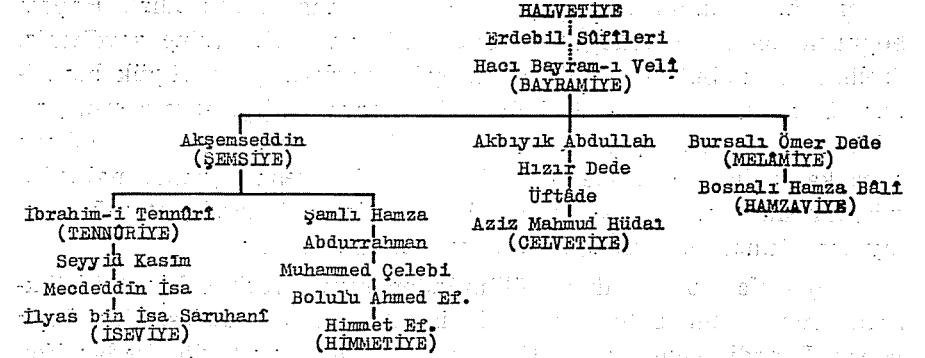 HALVETİYE
Erdebil Sûfîleri
Hacı Bayram-ı Velî
(BAYRAMİYE)
Akşemseddin
(ŞEMSİYE)
Akbıyık Abdullah
Hızır Dede
Üftâde
Aziz Mahmud Hüdaî
(CELVETİYE)
Bursalı Ömer Dede
(MELÂMİYE)
Bosnalı Hamza Bâlî
(HAMZAVİYE)
İbrahim-i Tennûrî
(TENNÛRİYE)
Seyyid Kasım
Mecdeddin İsa
İlyas bin İsa Saruhanî
(İSEVİYE)
Şamlı Hamza
Abdurrahman
Muhammed Çelebi
Bolulu Ahmed Ef.
Himmet Ef.
(HİMMETİYE)